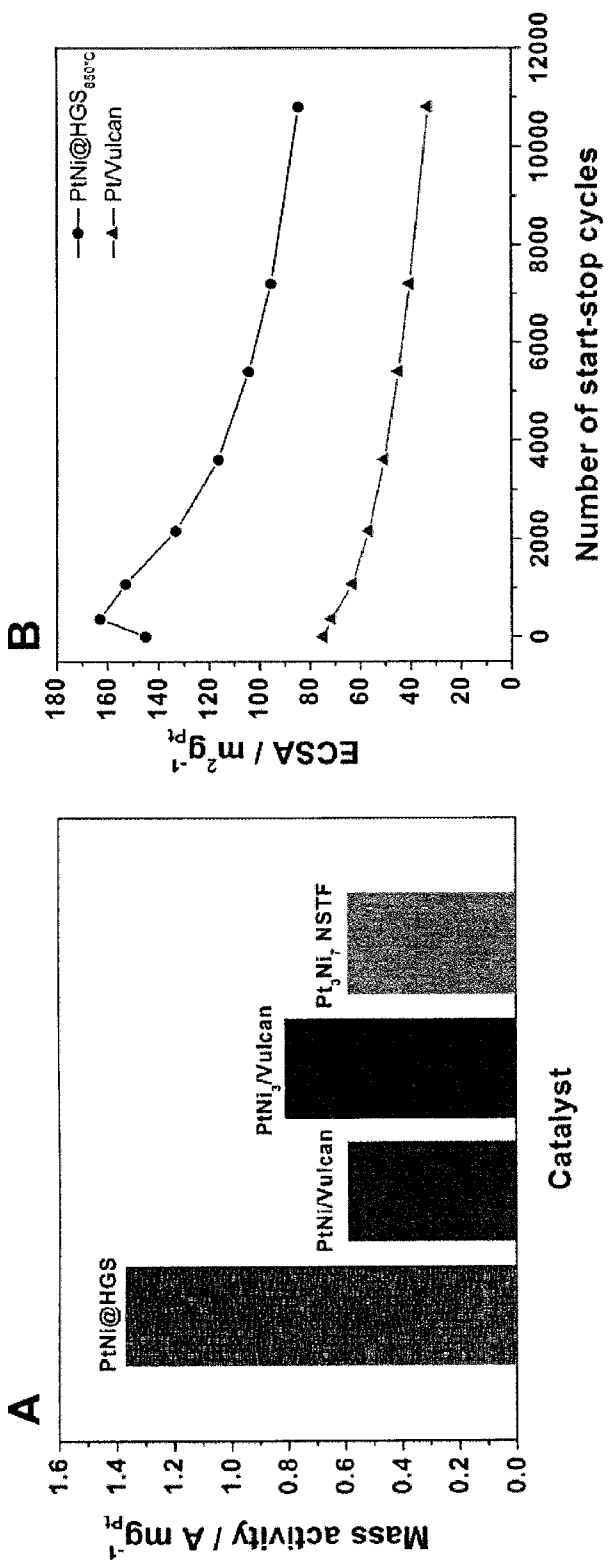 A
Mass activity / A mg⁻¹Pt
1.6
1.4
1.2
1.0
0.8
0.6
0.4
0.2
0.0
PtNi@HGS
PtNi/Vulcan
PtNi₃/Vulcan
Pt₃Ni₇ NSTF
Catalyst
B
ECSA / m²g⁻¹Pt
180
160
140
120
100
80
60
40
20
0
PtNi@HGS850°C
Pt/Vulcan
0
2000
4000
6000
8000
10000
12000
Number of start-stop cycles